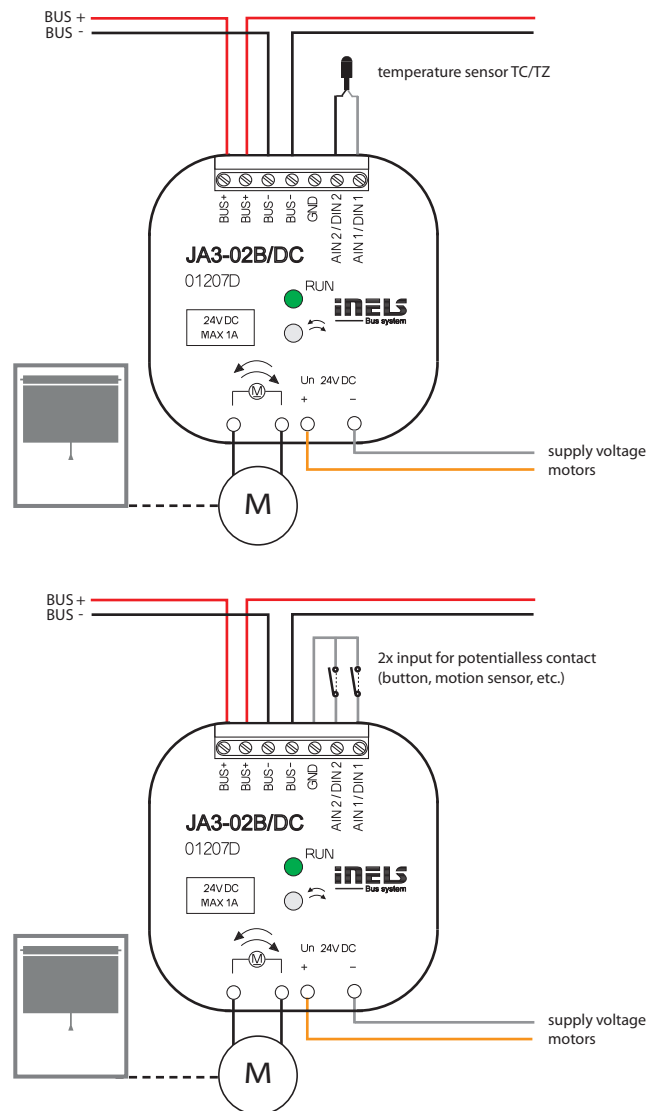 BUS +
BUS -
temperature sensor TC/TZ
BUS+
BUS+
BUS-
BUS-
GND
AIN 2 / DIN 2
AIN 1 / DIN 1
JA3-02B/DC
01207D
RUN
24V DC
MAX 1A
iNELS
Bus system
M
Un 24V DC
+ -
supply voltage
motors
M
BUS +
BUS -
2x input for potentialless contact
(button, motion sensor, etc.)
BUS+
BUS+
BUS-
BUS-
GND
AIN 2 / DIN 2
AIN 1 / DIN 1
JA3-02B/DC
01207D
RUN
24V DC
MAX 1A
iNELS
Bus system
M
Un 24V DC
+ -
supply voltage
motors
M